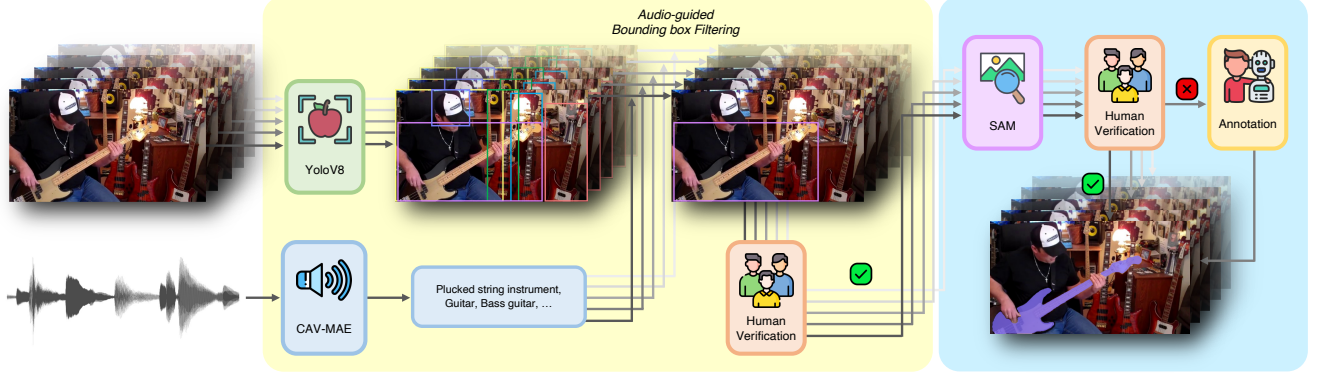 Audio-guided
Bounding box Filtering
YoloV8
CAV-MAE
Plucked string instrument,
Guitar, Bass guitar, ...
Human
Verification
SAM
Human
Verification
Annotation